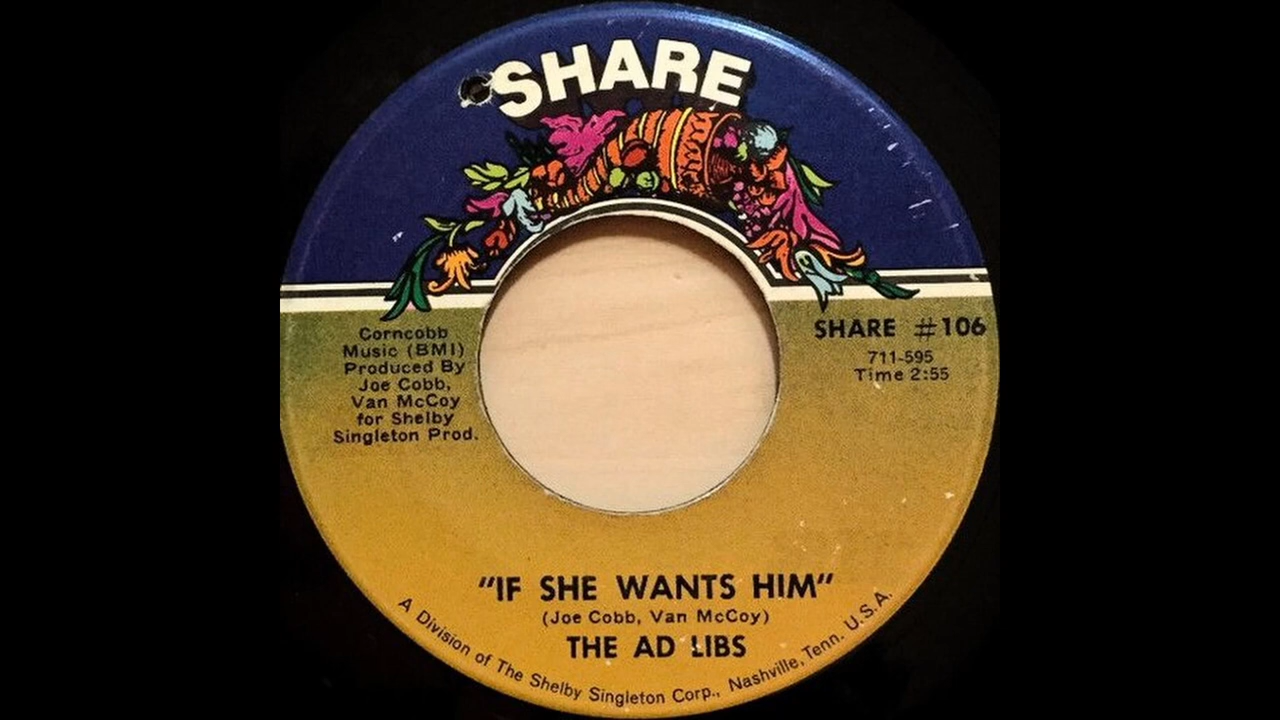 SHARE
Corncobb
Music (BMI)
Produced By
Joe Cobb,
Van McCoy
for Shelby
Singleton Prod.
SHARE #106
711-595
Time 2:55
"IF SHE WANTS HIM"
(Joe Cobb, Van McCoy)
THE AD LIBS
A Division of The Shelby Singleton Corp., Nashville, Tenn. U.S.A.